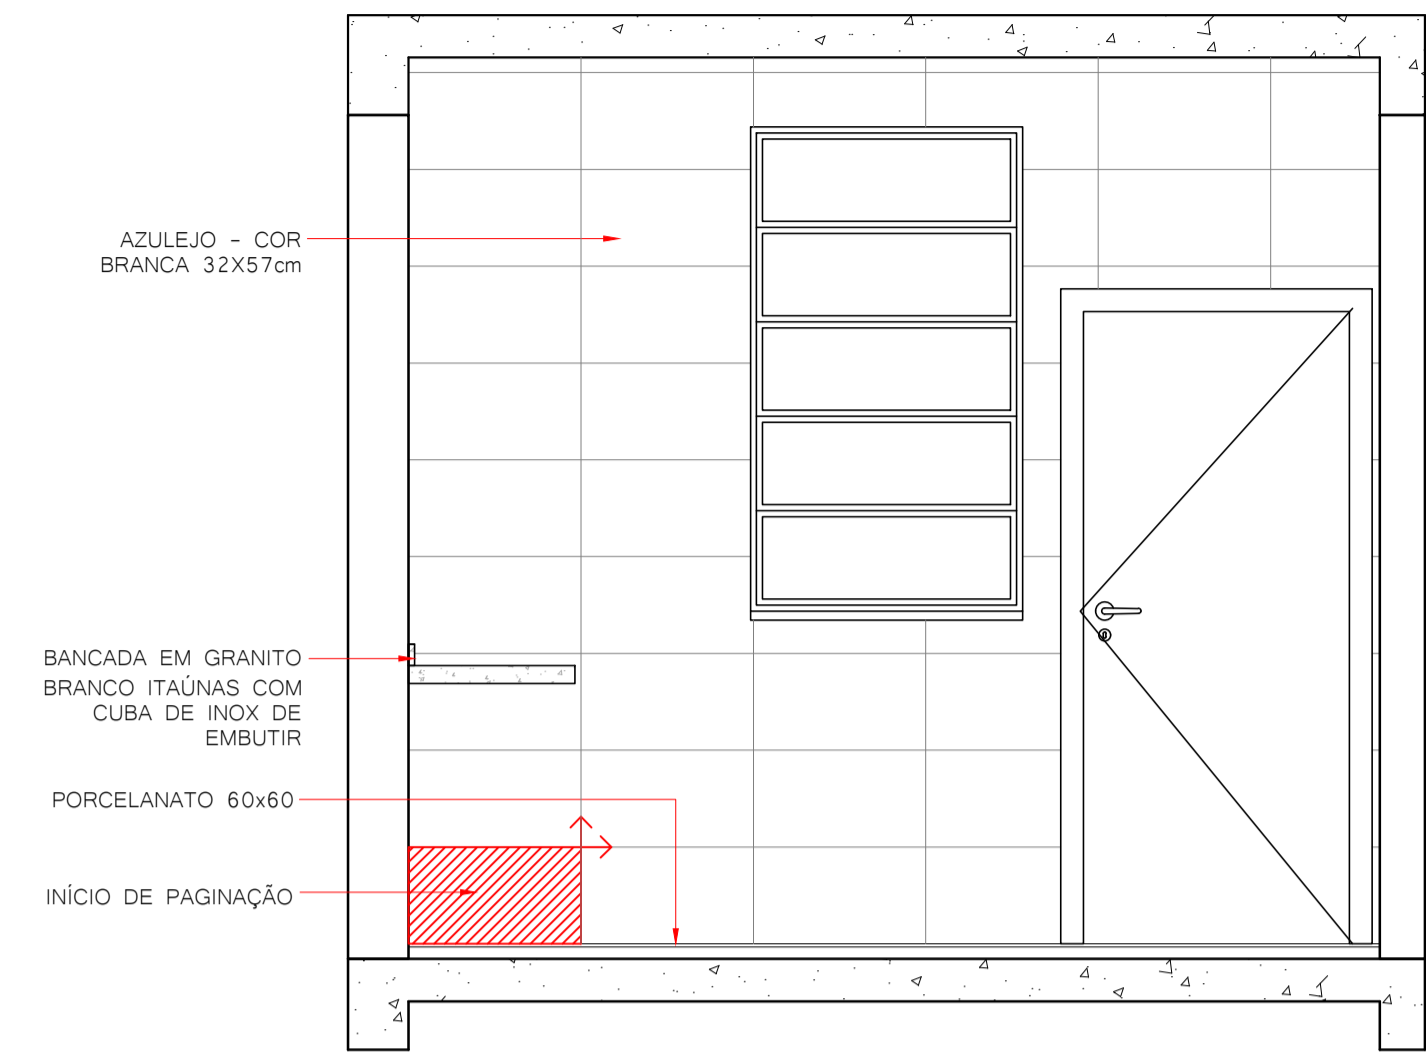 AZULEJO - COR
BRANCA 32X57cm
BANCADA EM GRANITO
BRANCO ITAÚNAS COM
CUBA DE INOX DE
EMBUTIR
PORCELANATO 60x60
INÍCIO DE PAGINAÇÃO